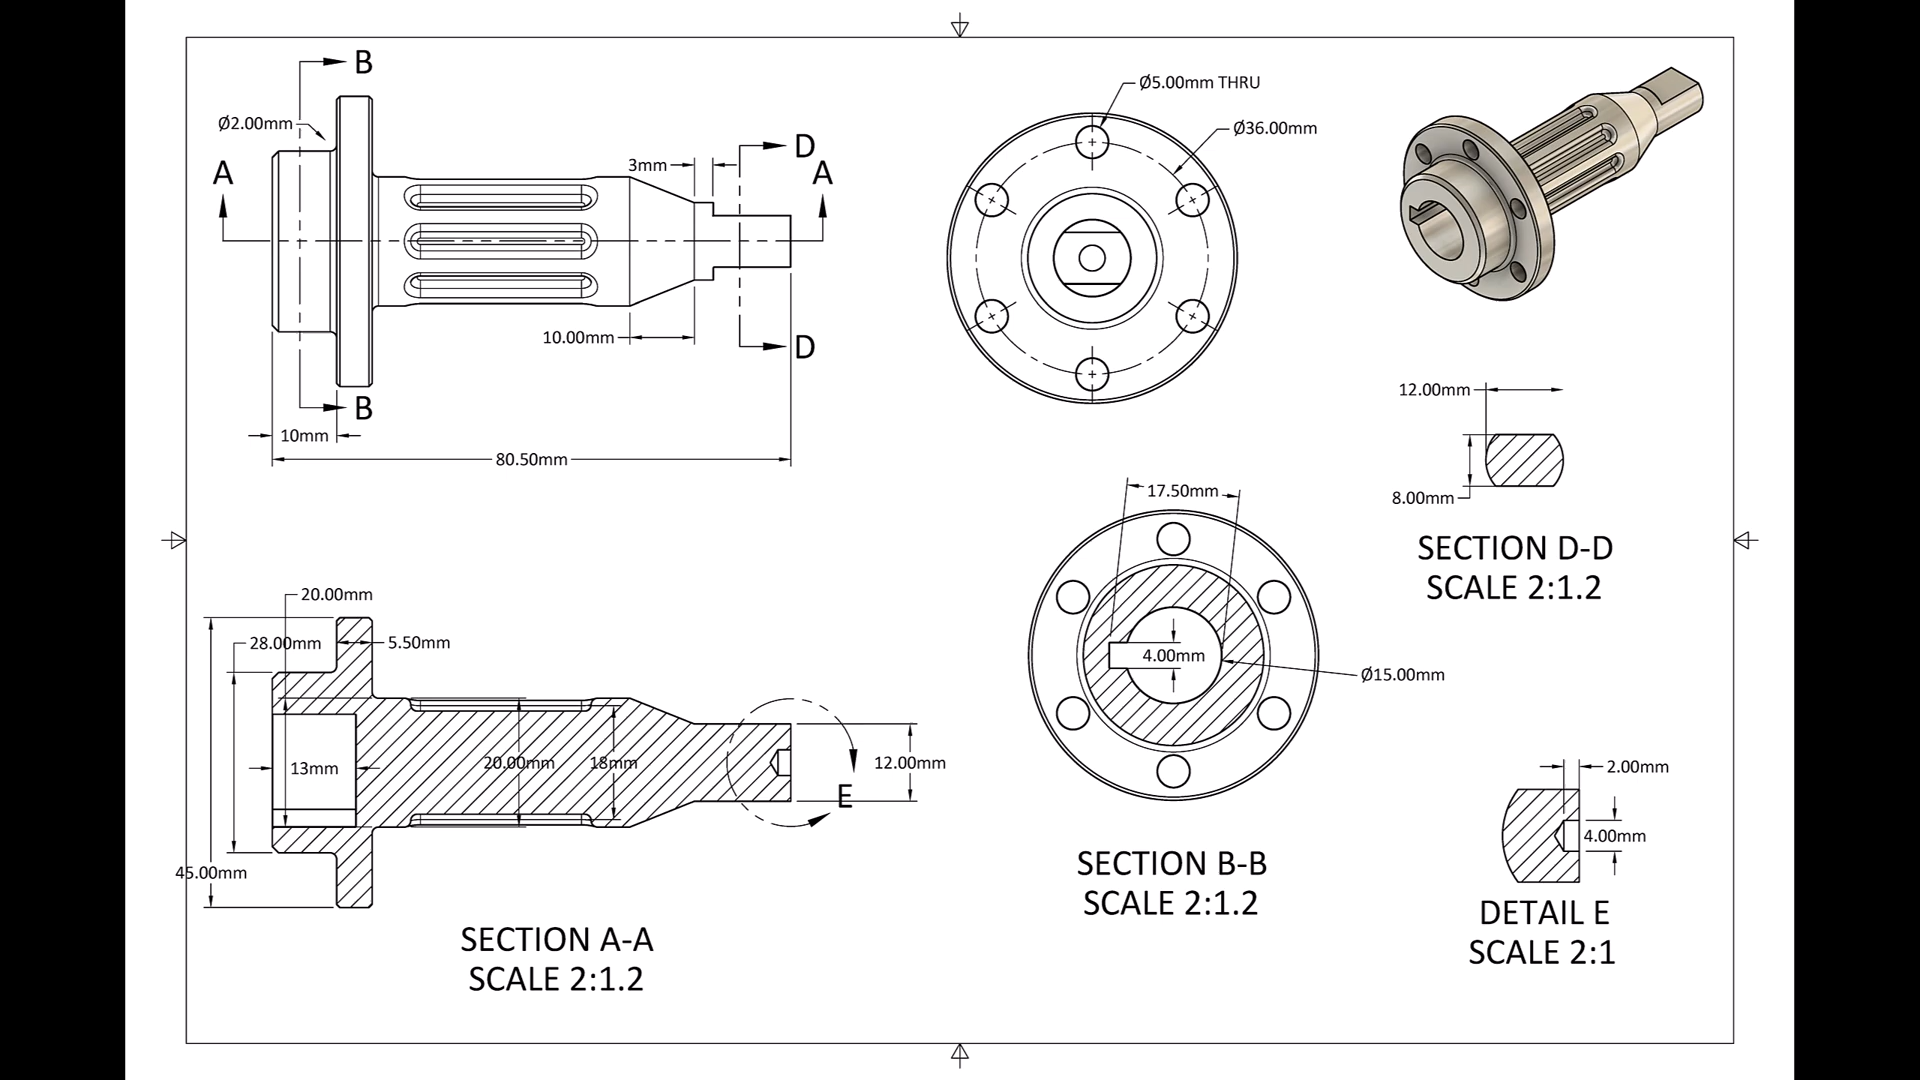 B
Ø2.00mm
A
3mm
D
A
10.00mm
D
B
10mm
80.50mm
Ø5.00mm THRU
Ø36.00mm
12.00mm
8.00mm
SECTION D-D
SCALE 2:1.2
20.00mm
28.00mm
5.50mm
13mm
20.00mm
18mm
12.00mm
E
45.00mm
SECTION A-A
SCALE 2:1.2
17.50mm
4.00mm
Ø15.00mm
SECTION B-B
SCALE 2:1.2
2.00mm
4.00mm
DETAIL E
SCALE 2:1